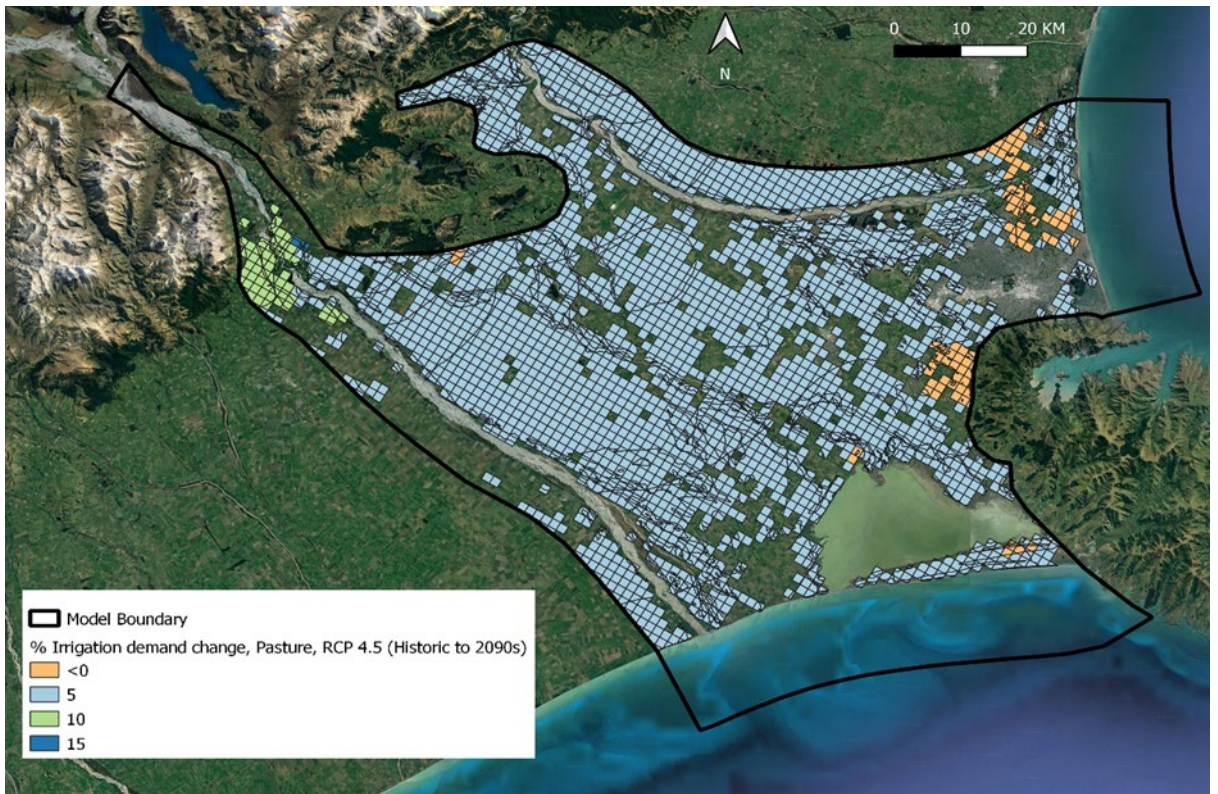 0 10 20 KM
N
Model Boundary
% Irrigation demand change, Pasture, RCP 4.5 (Historic to 2090s)
<0
5
10
15